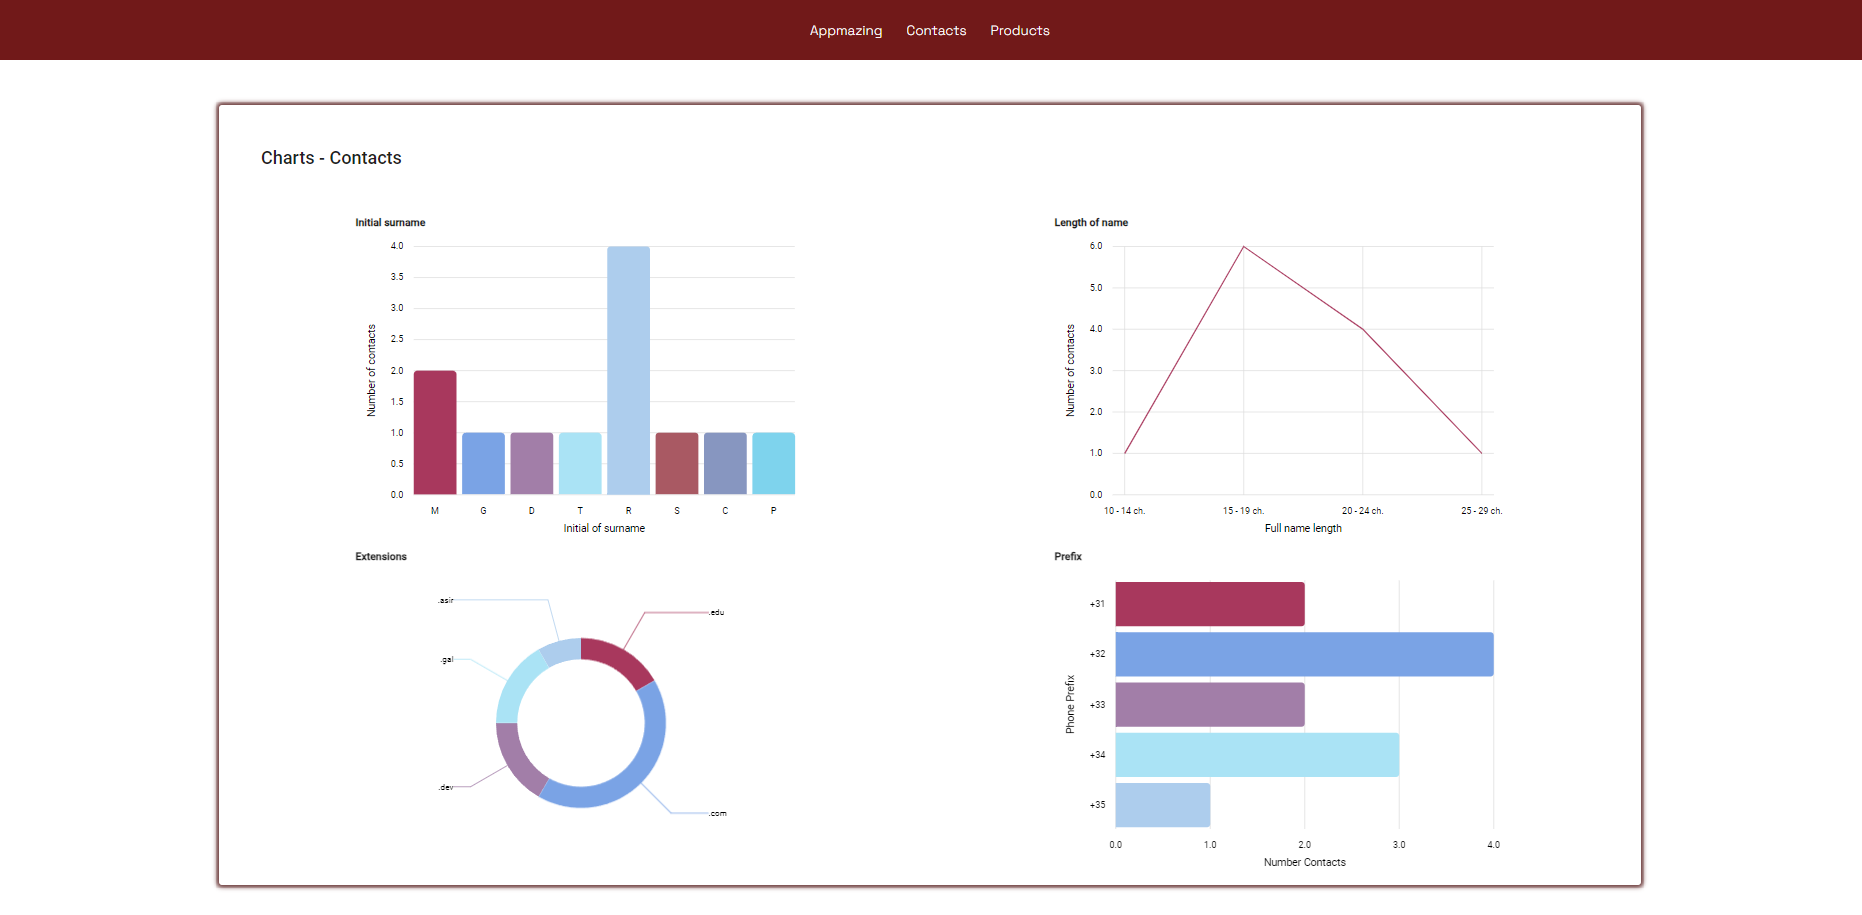 Appmazing Contacts Products
Charts - Contacts
Initial surname
Number of contacts
4.0
3.5
3.0
2.5
2.0
1.5
1.0
0.5
0.0
M G D T R S C P
Initial of surname
Length of name
Number of contacts
6.0
5.0
4.0
3.0
2.0
1.0
0.0
10 - 14 ch. 15 - 19 ch. 20 - 24 ch. 25 - 29 ch.
Full name length
Extensions
.asir
.edu
.gal
.dev
.com
Prefix
Phone Prefix
+31
+32
+33
+34
+35
0.0 1.0 2.0 3.0 4.0
Number Contacts